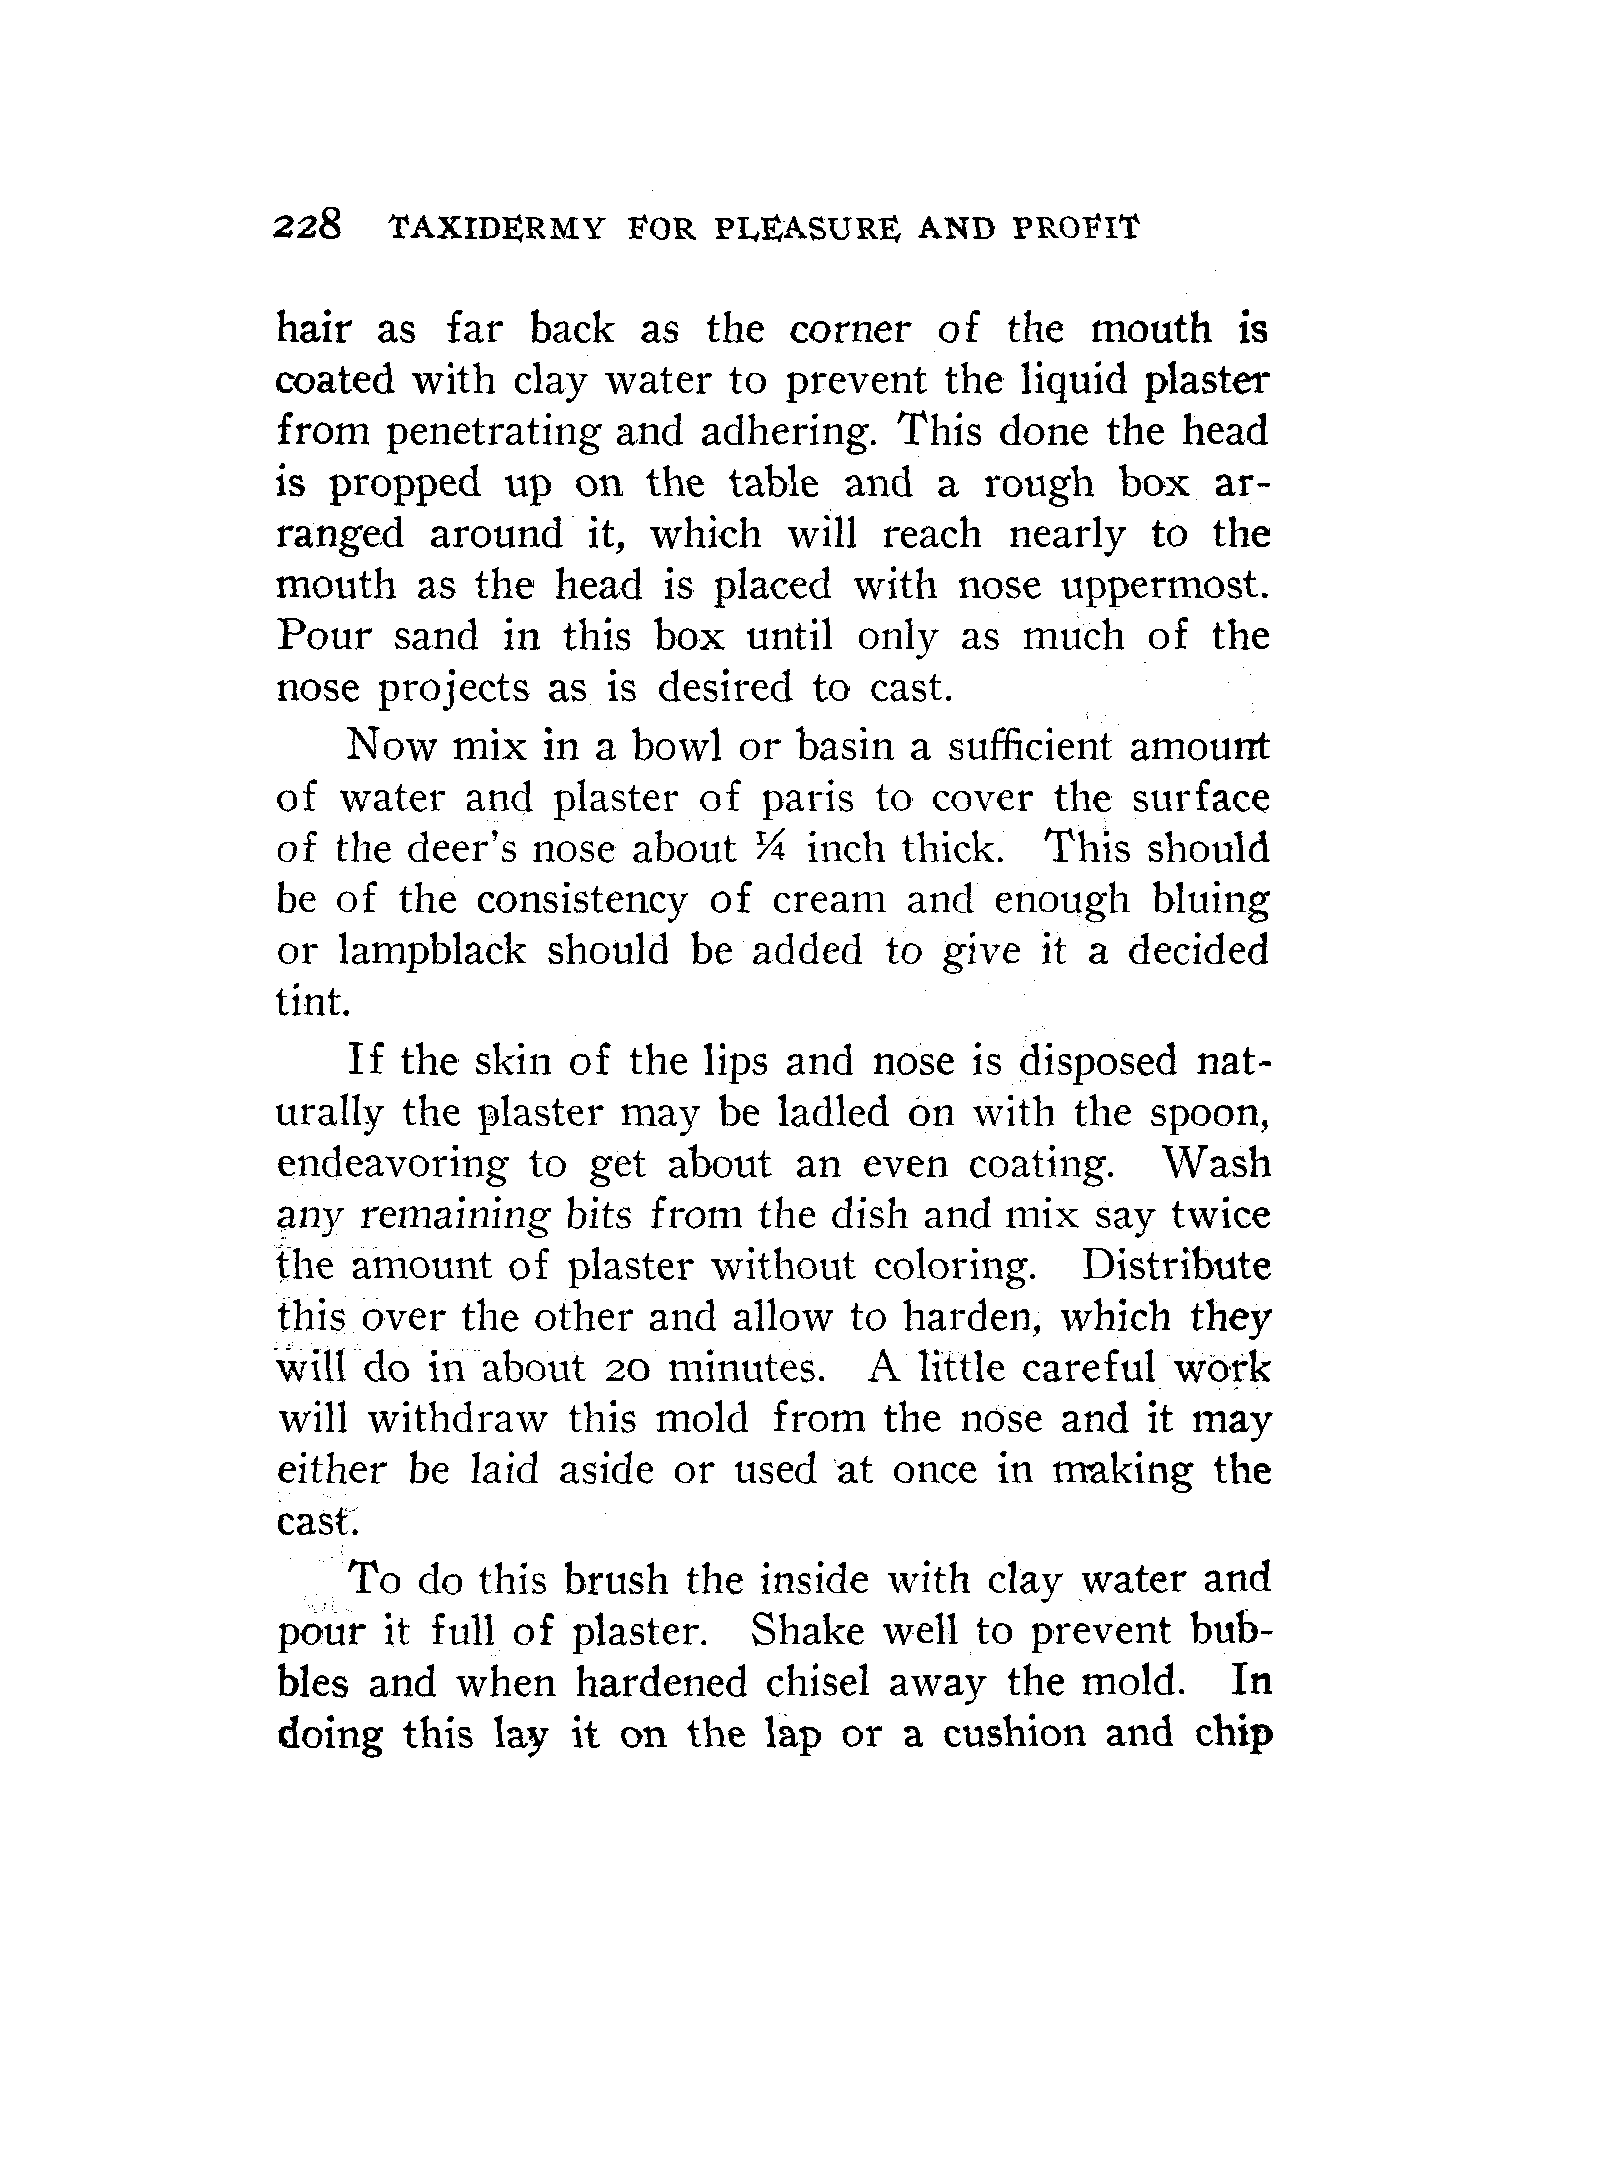 228 TAXIDERMY FOR PLEASURE AND PROFIT
hair as far back as the corner of the mouth is
coated with clay water to prevent the liquid plaster
from penetrating and adhering. This done the head
is propped up on the table and a rough box ar-
ranged around it, which will reach nearly to the
mouth as the head is placed with nose uppermost.
Pour sand in this box until only as much of the
nose projects as is desired to cast.
Now mix in a bowl or basin a sufficient amount
of water and plaster of paris to cover the surface
of the deer's nose about ¼ inch thick. This should
be of the consistency of cream and enough bluing
or lampblack should be added to give it a decided
tint.
If the skin of the lips and nose is disposed nat-
urally the plaster may be ladled on with the spoon,
endeavoring to get about an even coating. Wash
any remaining bits from the dish and mix say twice
the amount of plaster without coloring. Distribute
this over the other and allow to harden, which they
will do in about 20 minutes. A little careful work
will withdraw this mold from the nose and it may
either be laid aside or used at once in making the
cast.
To do this brush the inside with clay water and
pour it full of plaster. Shake well to prevent bub-
bles and when hardened chisel away the mold. In
doing this lay it on the lap or a cushion and chip